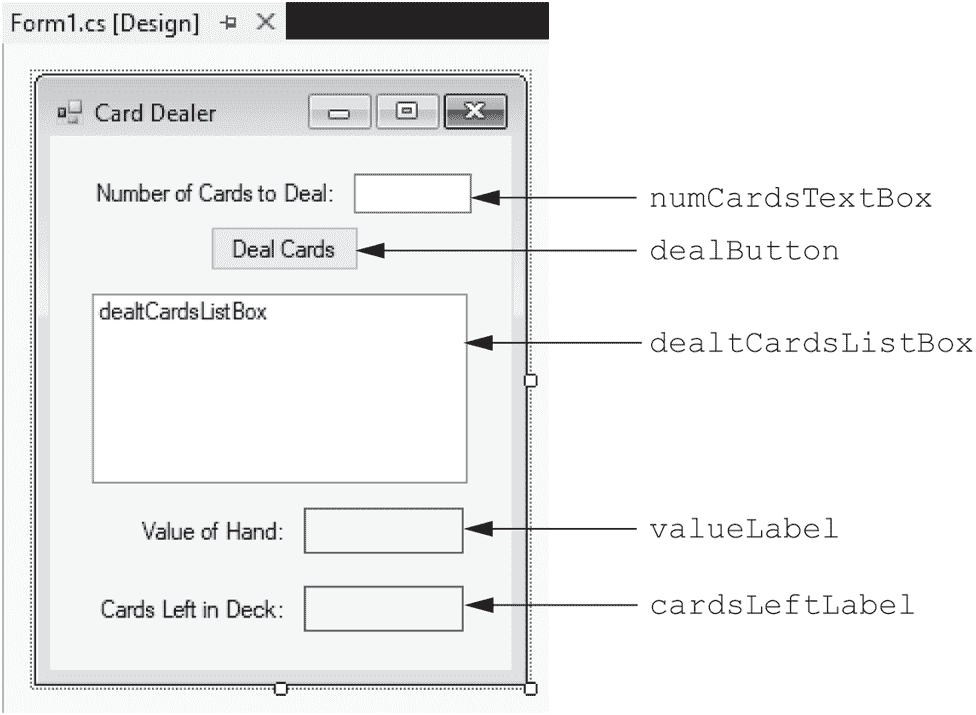 Form1.cs [Design]
Card Dealer
Number of Cards to Deal:
numCardsTextBox
Deal Cards
dealButton
dealtCardsListBox
dealtCardsListBox
Value of Hand:
valueLabel
Cards Left in Deck:
cardsLeftLabel